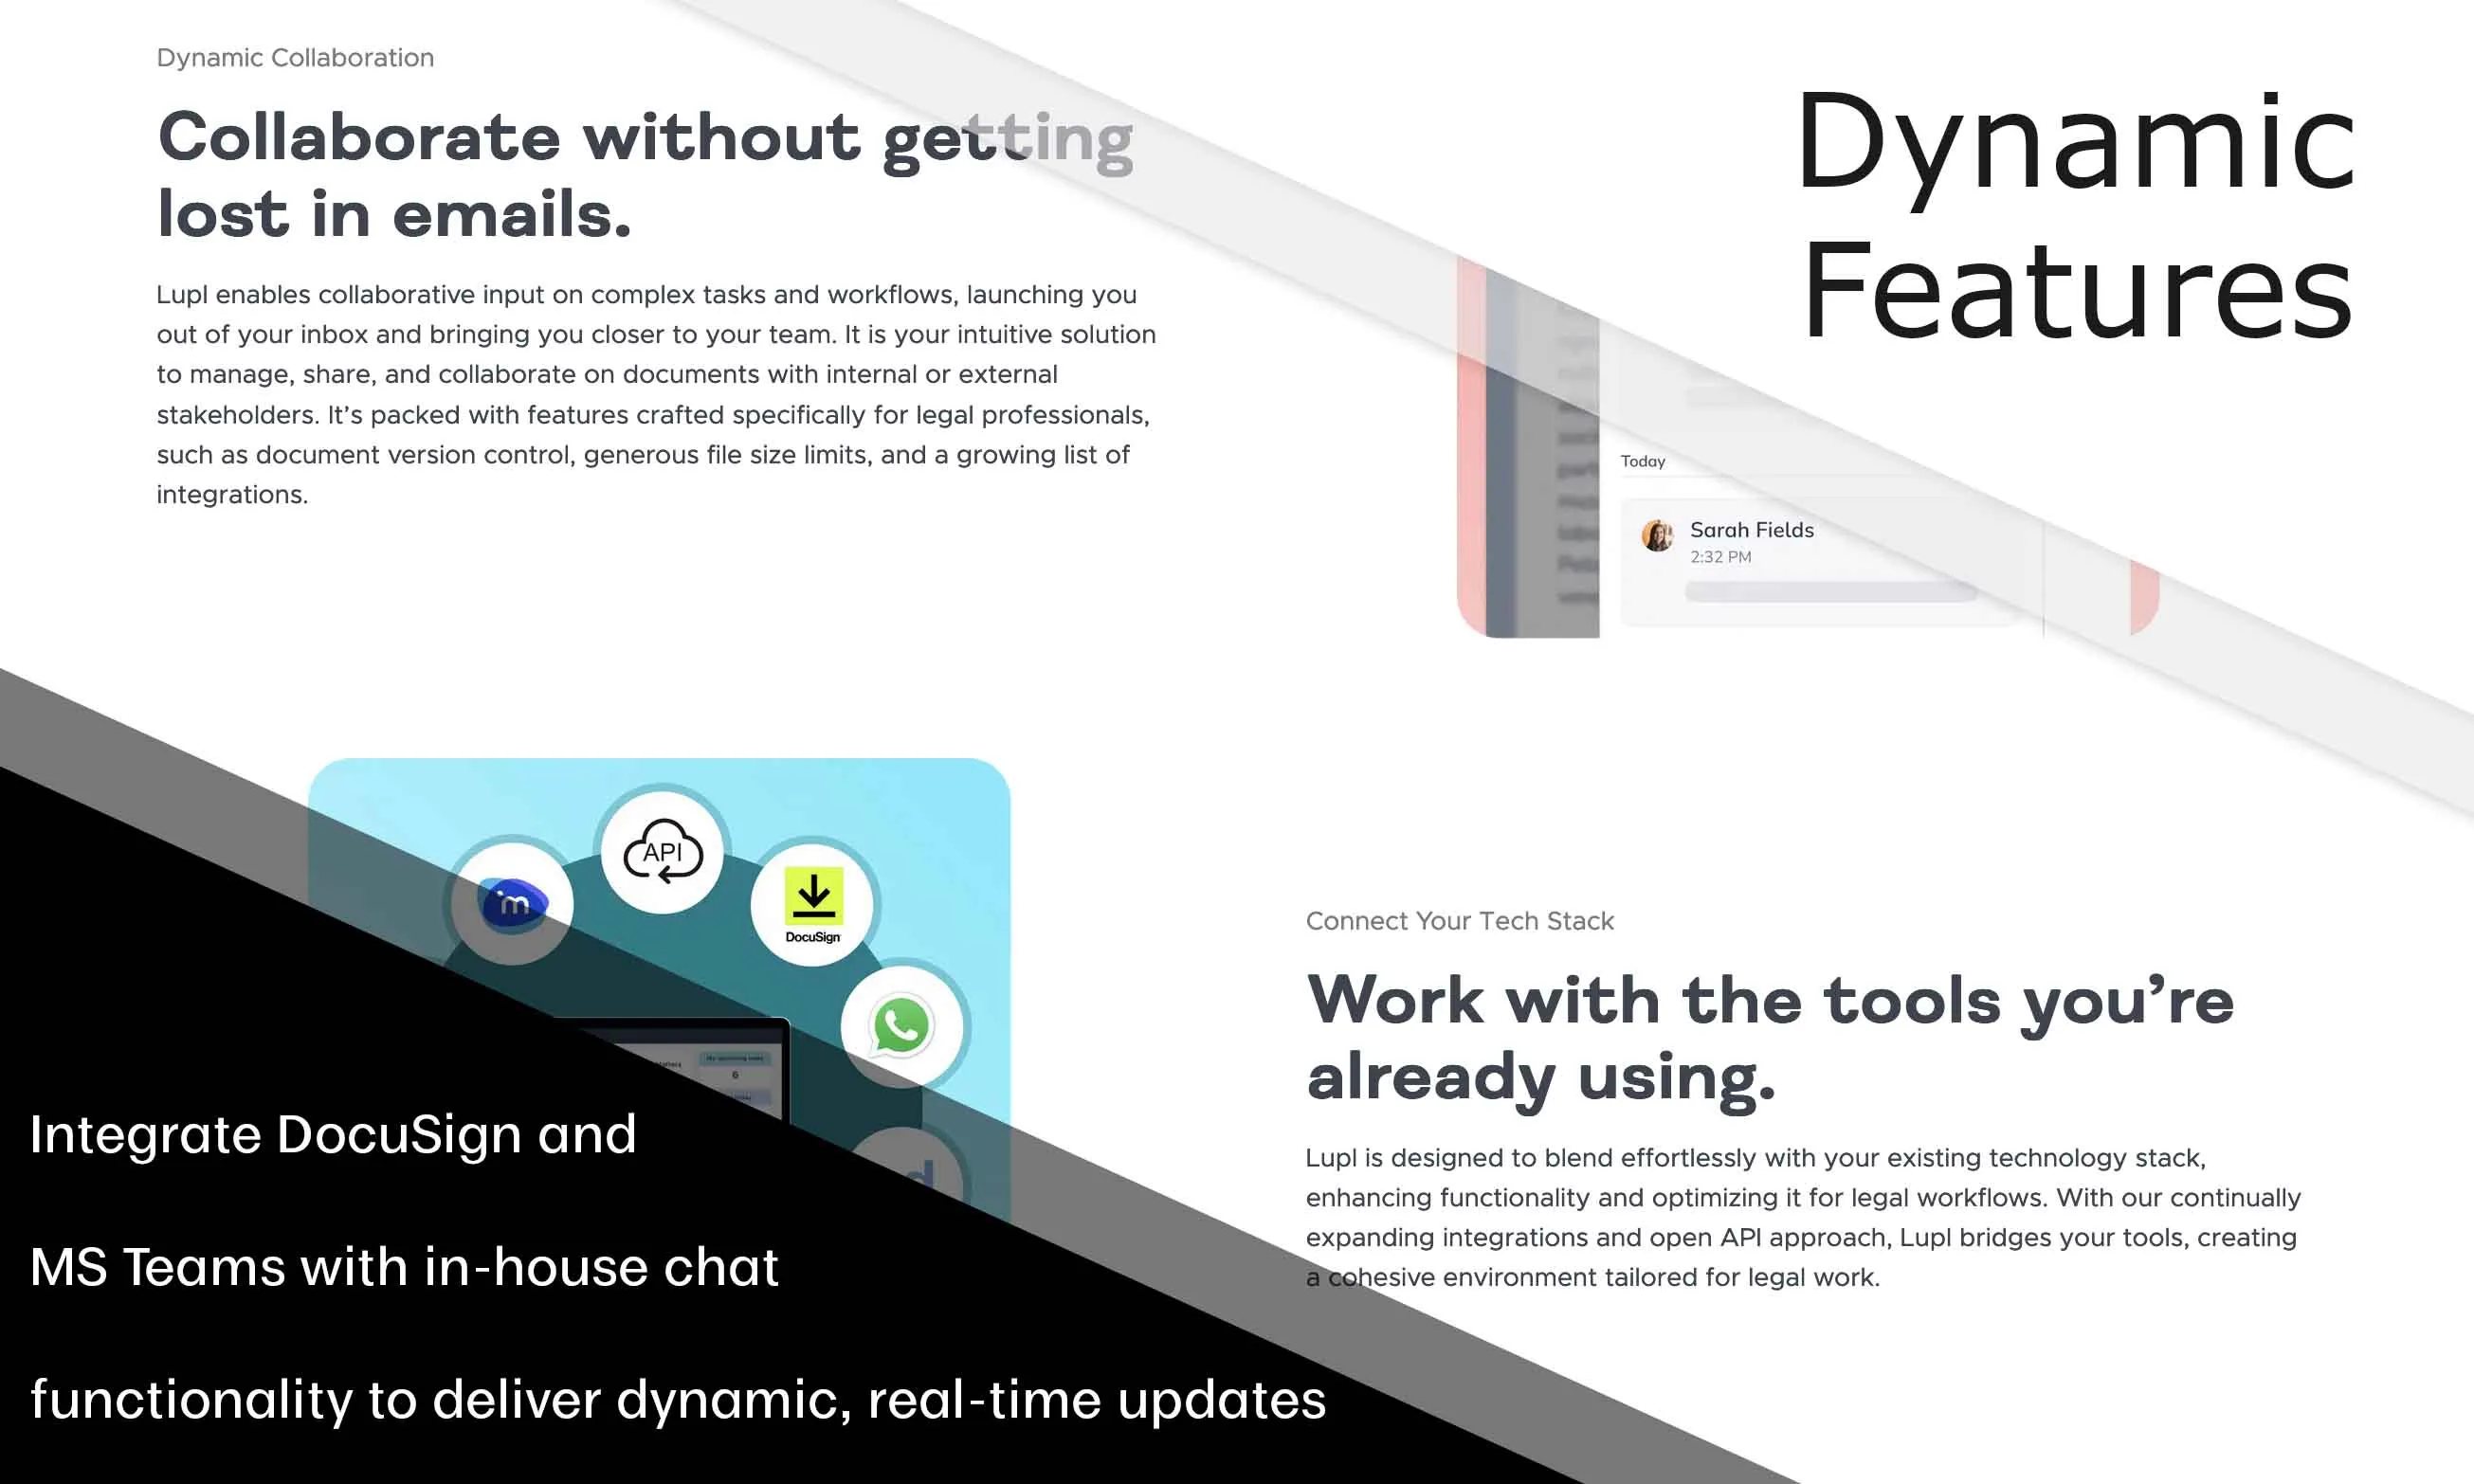 Dynamic Collaboration
Collaborate without getting
lost in emails.
Lupl enables collaborative input on complex tasks and workflows, launching you
out of your inbox and bringing you closer to your team. It is your intuitive solution
to manage, share, and collaborate on documents with internal or external
stakeholders. It’s packed with features crafted specifically for legal professionals,
such as document version control, generous file size limits, and a growing list of
integrations.
Dynamic
Features
Today
Sarah Fields
2:32 PM
API
m
DocuSign
6
d
Connect Your Tech Stack
Work with the tools you’re
already using.
Lupl is designed to blend effortlessly with your existing technology stack,
enhancing functionality and optimizing it for legal workflows. With our continually
expanding integrations and open API approach, Lupl bridges your tools, creating
a cohesive environment tailored for legal work.
Integrate DocuSign and
MS Teams with in-house chat
functionality to deliver dynamic, real-time updates